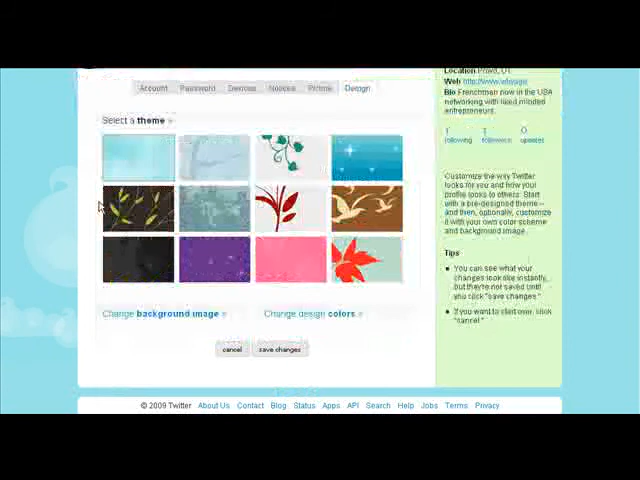 Account Password Devices Notices Picture Design
Location Provo, UT
Web http://www.
Bio Frenchman now in the USA
networking with liked minded
entrepreneurs.
1 1 0
following followers updates
Select a theme »
Customize the way Twitter
looks for you and how your
profile looks to others. Start
with a pre-designed theme --
and then, optionally, customize
it with your own color scheme
and background image.
Tips
You can see what your
changes look like instantly,
but they're not saved until
you click "save changes."
If you want to start over, click
"cancel."
Change background image » Change design colors »
cancel save changes
© 2009 Twitter About Us Contact Blog Status Apps API Search Help Jobs Terms Privacy